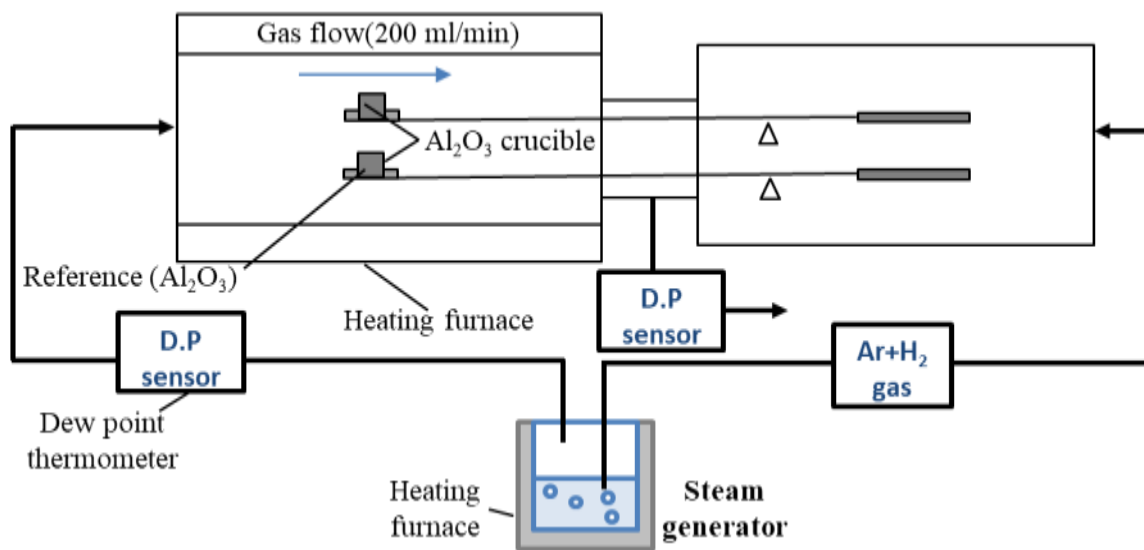 Gas flow(200 ml/min)
Al₂O₃ crucible
Reference (Al₂O₃)
Heating furnace
D.P
sensor
D.P
sensor
Ar+H₂
gas
Dew point
thermometer
Heating
furnace
Steam
generator